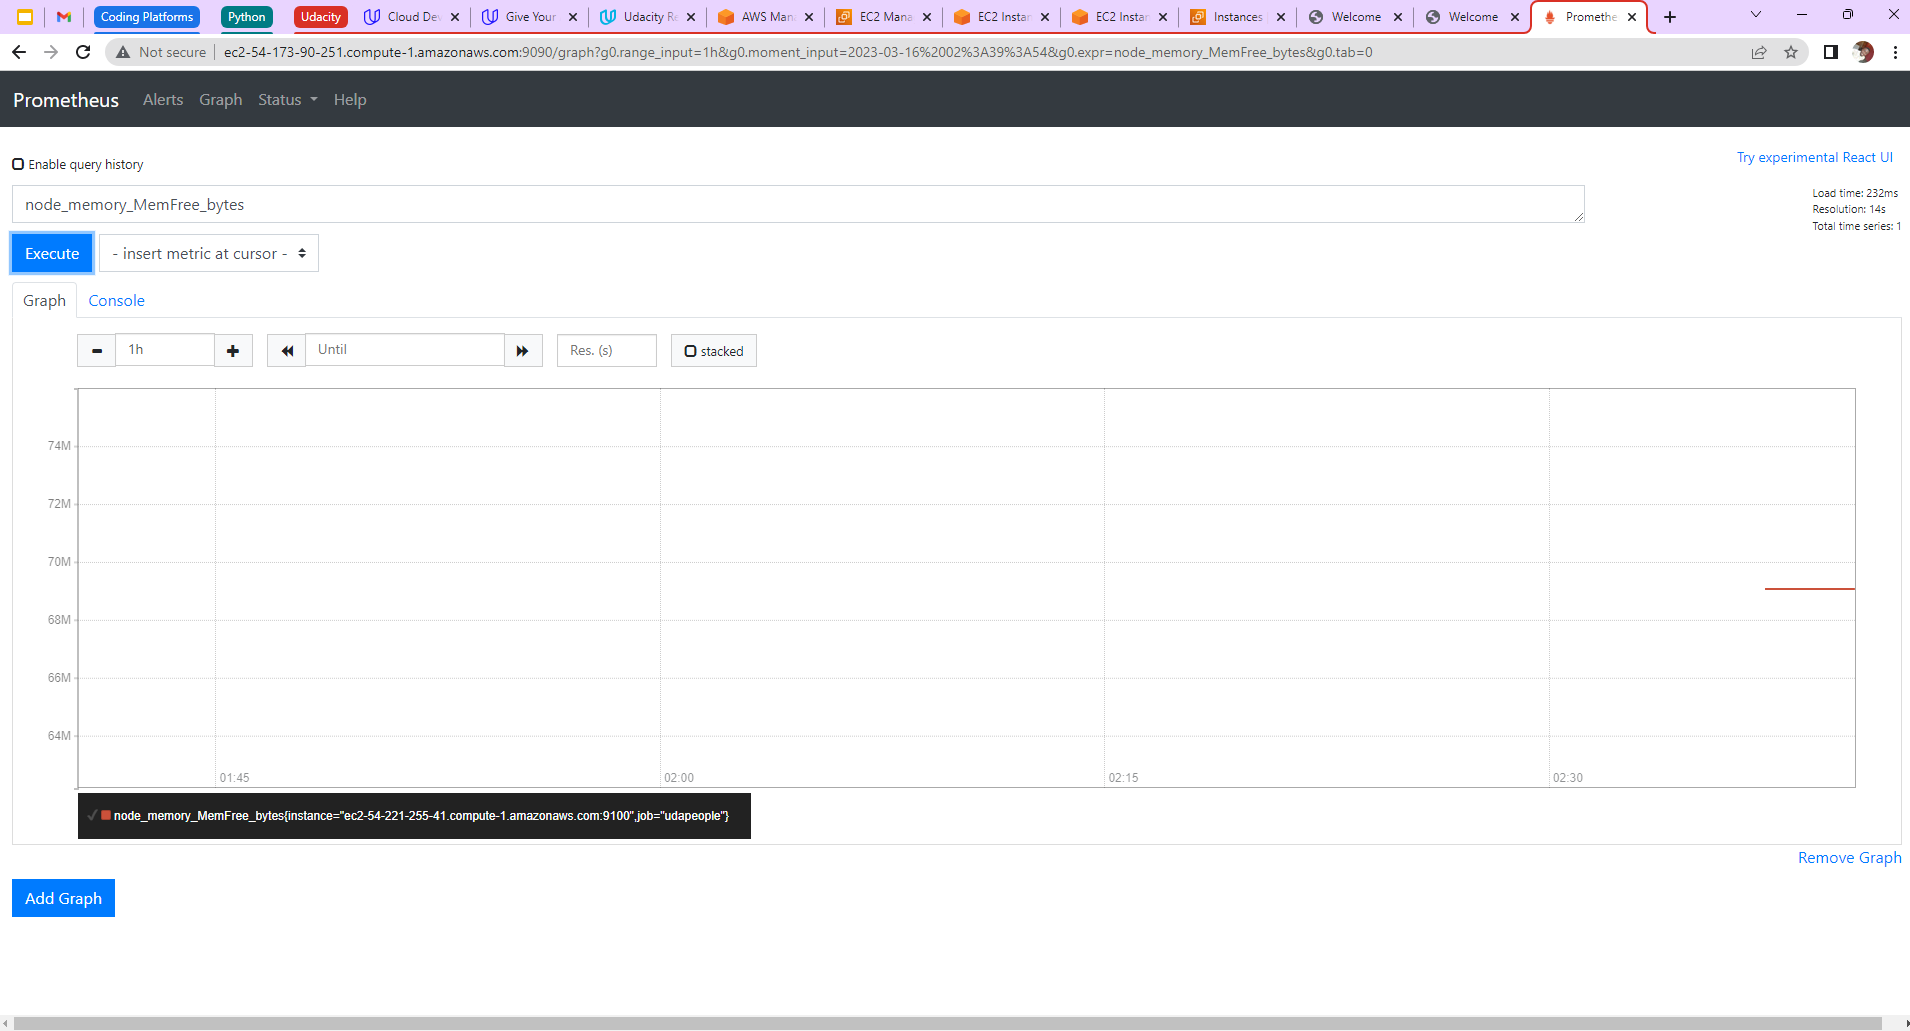 Coding Platforms Python Udacity Cloud De Give Your Udacity Re AWS Man EC2 Mana EC2 Instan EC2 Instan Instances Welcome Welcome Promethe
Not secure ec2-54-173-90-251.compute-1.amazonaws.com:9090/graph?g0.range_input=1h&g0.moment_input=2023-03-16%2002%3A39%3A54&g0.expr=node_memory_MemFree_bytes&g0.tab=0
Prometheus Alerts Graph Status Help
Enable query history
Try experimental React UI
node_memory_MemFree_bytes
Load time: 232ms
Resolution: 14s
Total time series: 1
Execute - insert metric at cursor -
Graph Console
1h Until Res. (s) stacked
74M
72M
70M
68M
66M
64M
01:45 02:00 02:15 02:30
node_memory_MemFree_bytes{instance="ec2-54-221-255-41.compute-1.amazonaws.com:9100",job="udapeople"}
Remove Graph
Add Graph